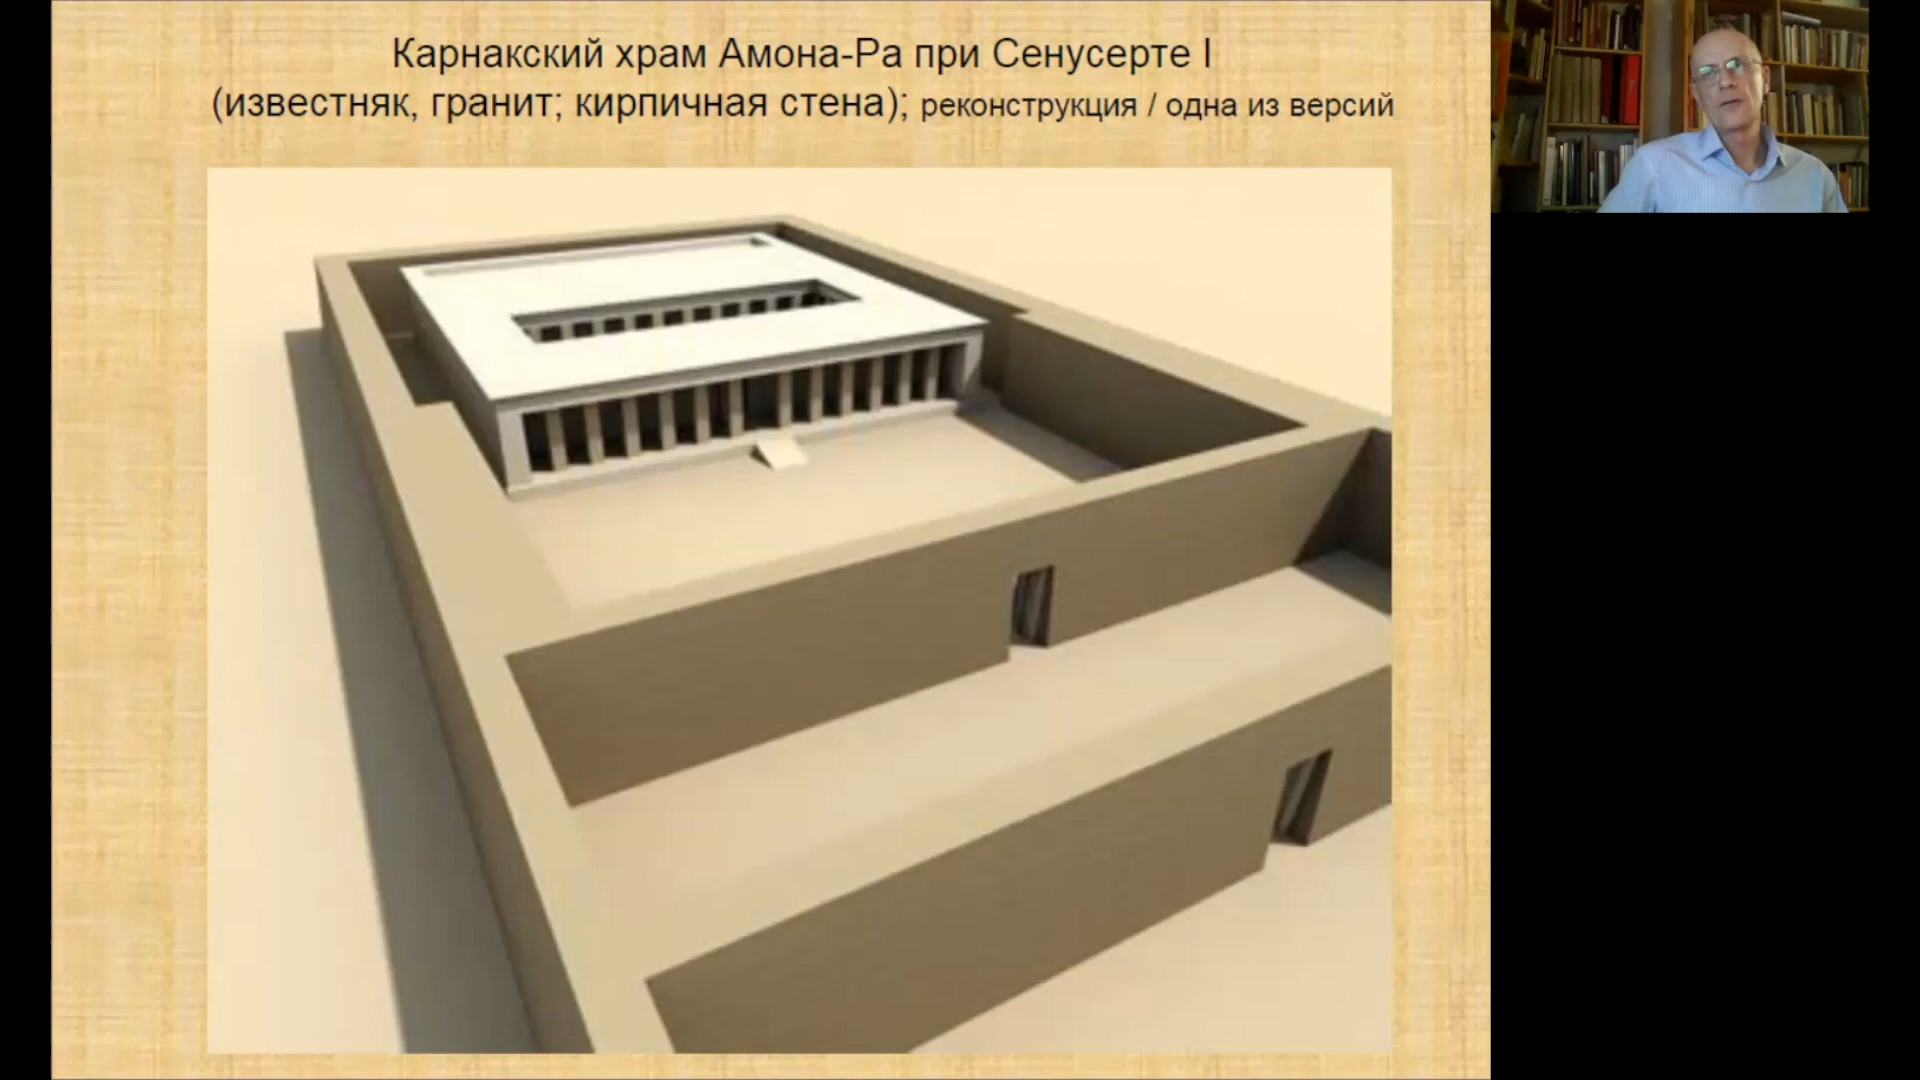 Карнакский храм Амона-Ра при Сенусерте I
(известняк, гранит; кирпичная стена); реконструкция / одна из версий